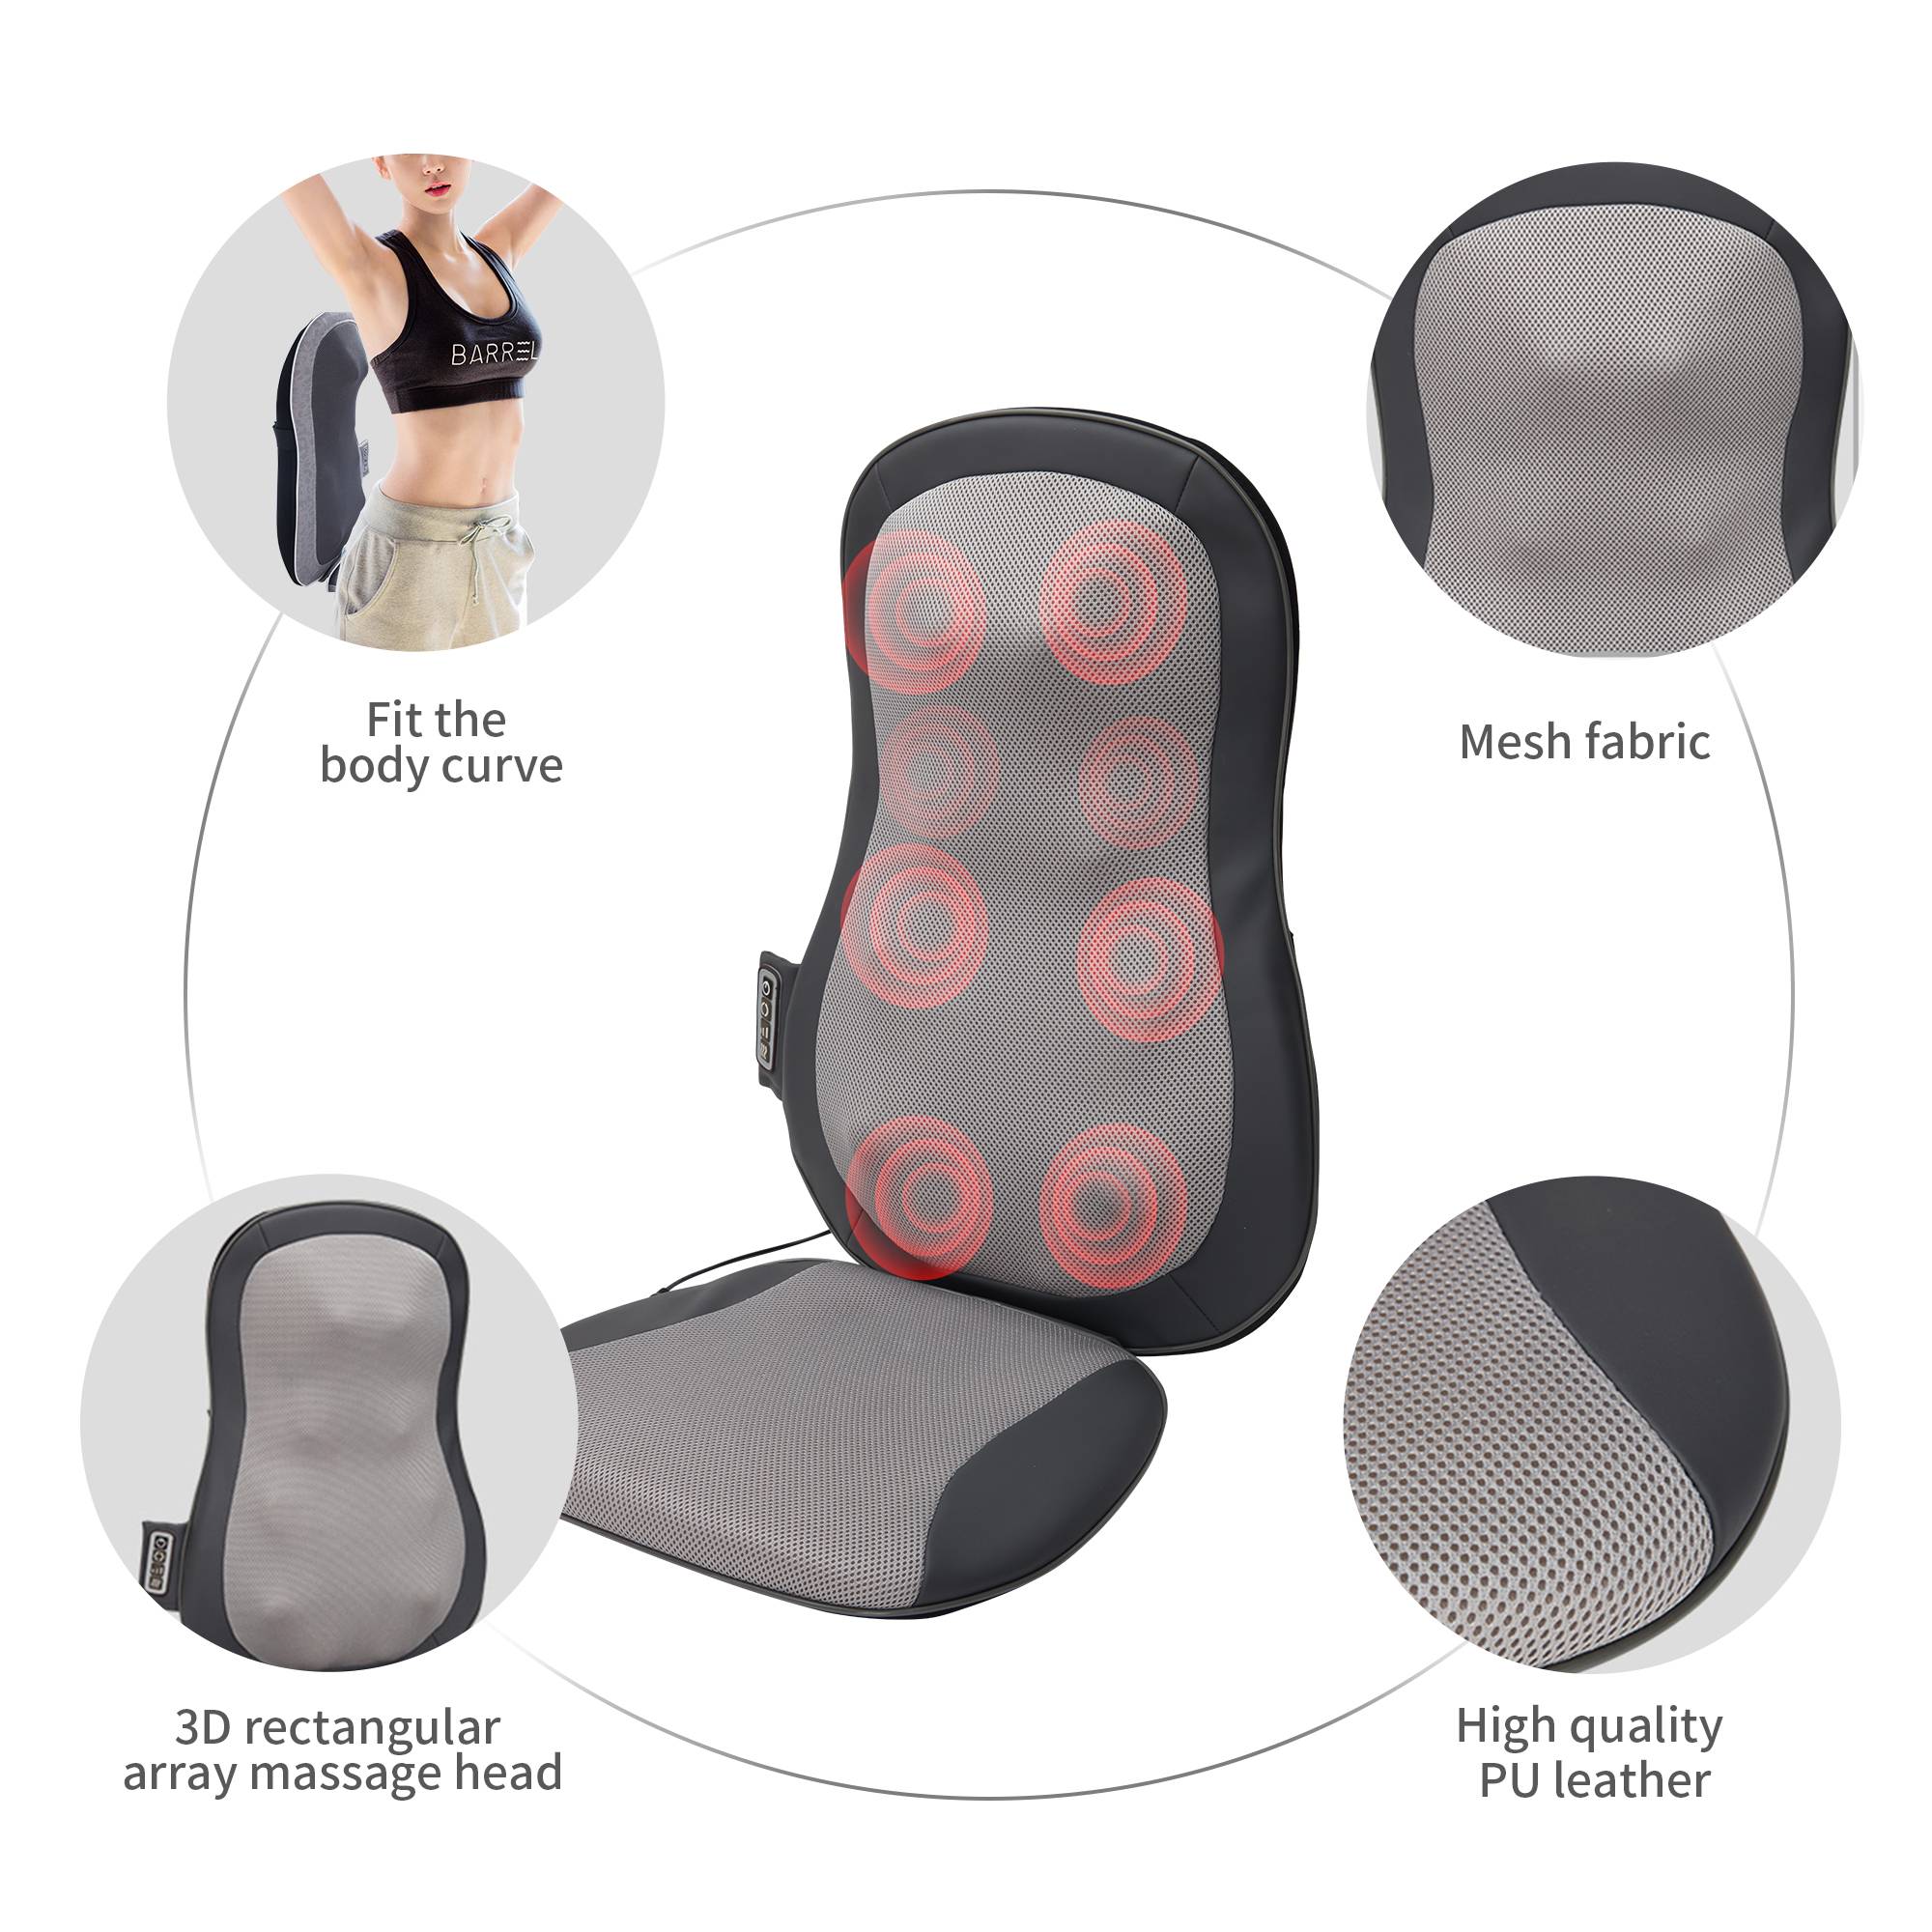 BARREL
Fit the
body curve
Mesh fabric
3D rectangular
array massage head
High quality
PU leather